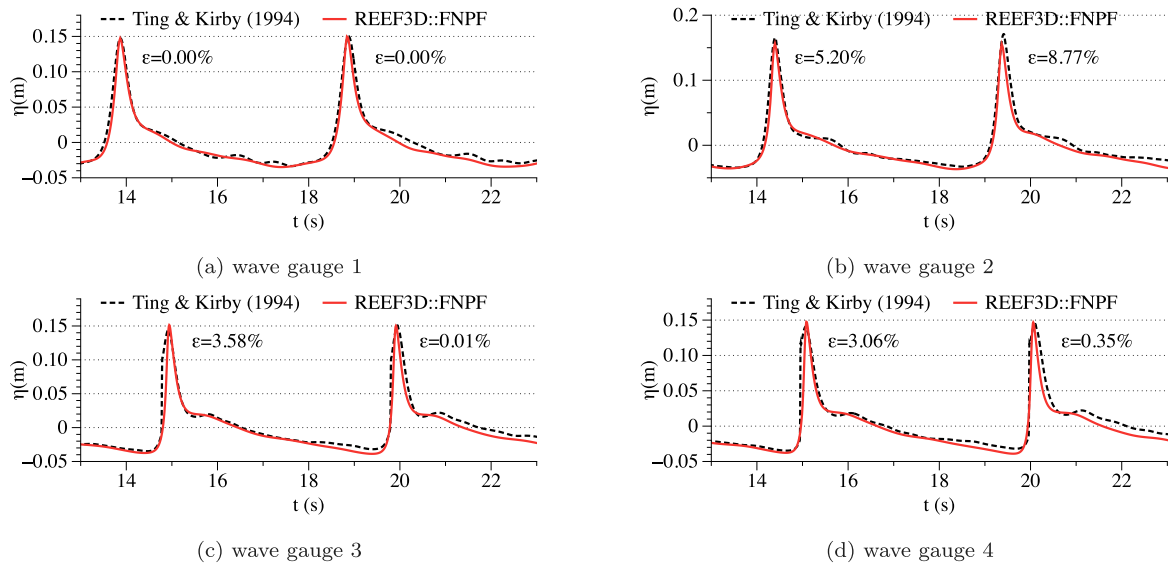 Ting & Kirby (1994) REEF3D::FNPF
0.15
0.10
0.05
0
−0.05
η(m)
ε=0.00% ε=0.00%
14 16 18 20 22
t (s)
(a) wave gauge 1
Ting & Kirby (1994) REEF3D::FNPF
0.2
0.1
0
−0.05
η(m)
ε=5.20% ε=8.77%
14 16 18 20 22
t (s)
(b) wave gauge 2
Ting & Kirby (1994) REEF3D::FNPF
0.15
0.10
0.05
0
−0.05
η(m)
ε=3.58% ε=0.01%
14 16 18 20 22
t (s)
(c) wave gauge 3
Ting & Kirby (1994) REEF3D::FNPF
0.15
0.10
0.05
0
−0.05
η(m)
ε=3.06% ε=0.35%
14 16 18 20 22
t (s)
(d) wave gauge 4